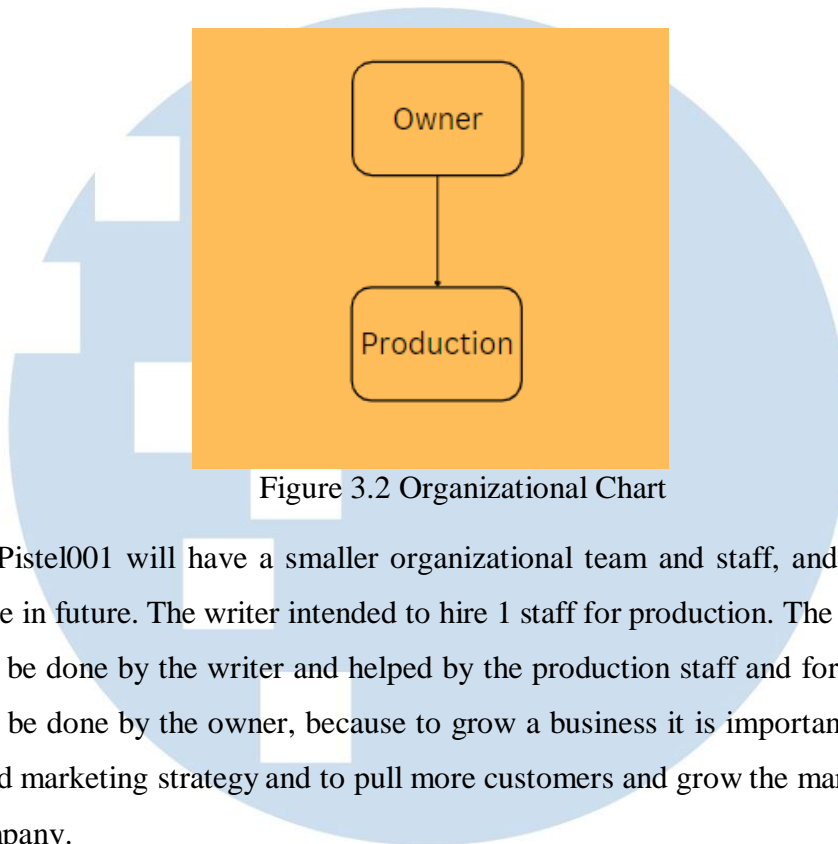 Owner
Production
Figure 3.2 Organizational Chart
Pistel001 will have a smaller organizational team and staff, and
e in future. The writer intended to hire 1 staff for production. The
be done by the writer and helped by the production staff and for
be done by the owner, because to grow a business it is importan
d marketing strategy and to pull more customers and grow the mar
mpany.